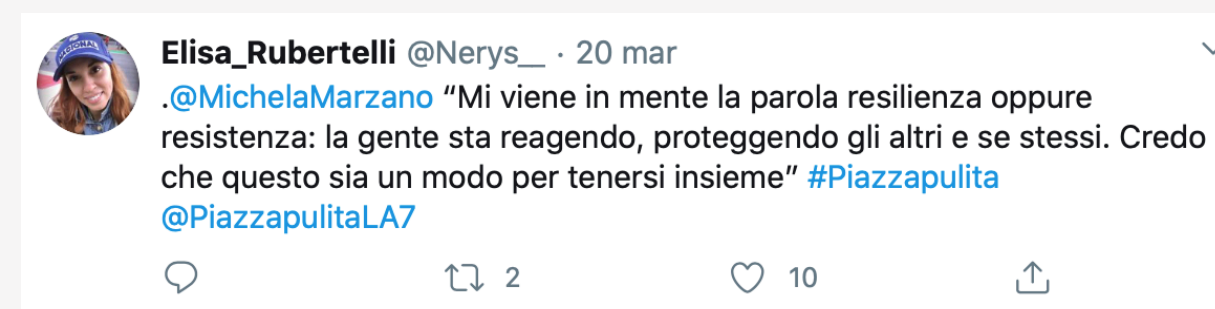 Elisa_Rubertelli @Nerys__ · 20 mar
.@MichelaMarzano “Mi viene in mente la parola resilienza oppure
resistenza: la gente sta reagendo, proteggendo gli altri e se stessi. Credo
che questo sia un modo per tenersi insieme” #Piazzapulita
@PiazzapulitaLA7
2 10